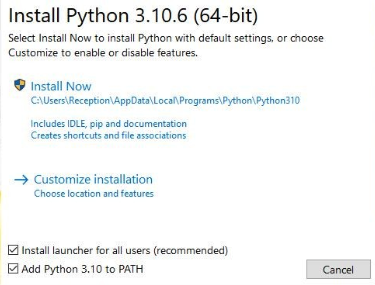 Install Python 3.10.6 (64-bit)
Select Install Now to install Python with default settings, or choose
Customize to enable or disable features.
Install Now
C:\Users\Reception\AppData\Local\Programs\Python\Python310
Includes IDLE, pip and documentation
Creates shortcuts and file associations
Customize installation
Choose location and features
Install launcher for all users (recommended)
Add Python 3.10 to PATH
Cancel